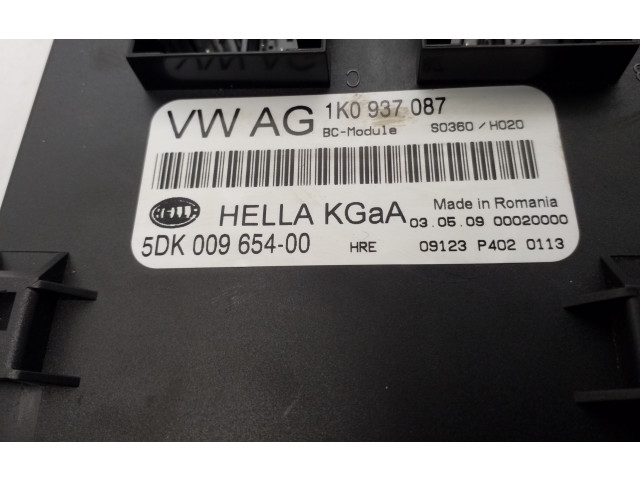 VW AG 1K0 937 087
BC-Module S0360 / H020
HELLA
HELLA KGaA Made in Romania
03.05.09 00020000
5DK 009 654-00 HRE 09123 P402 0113
C